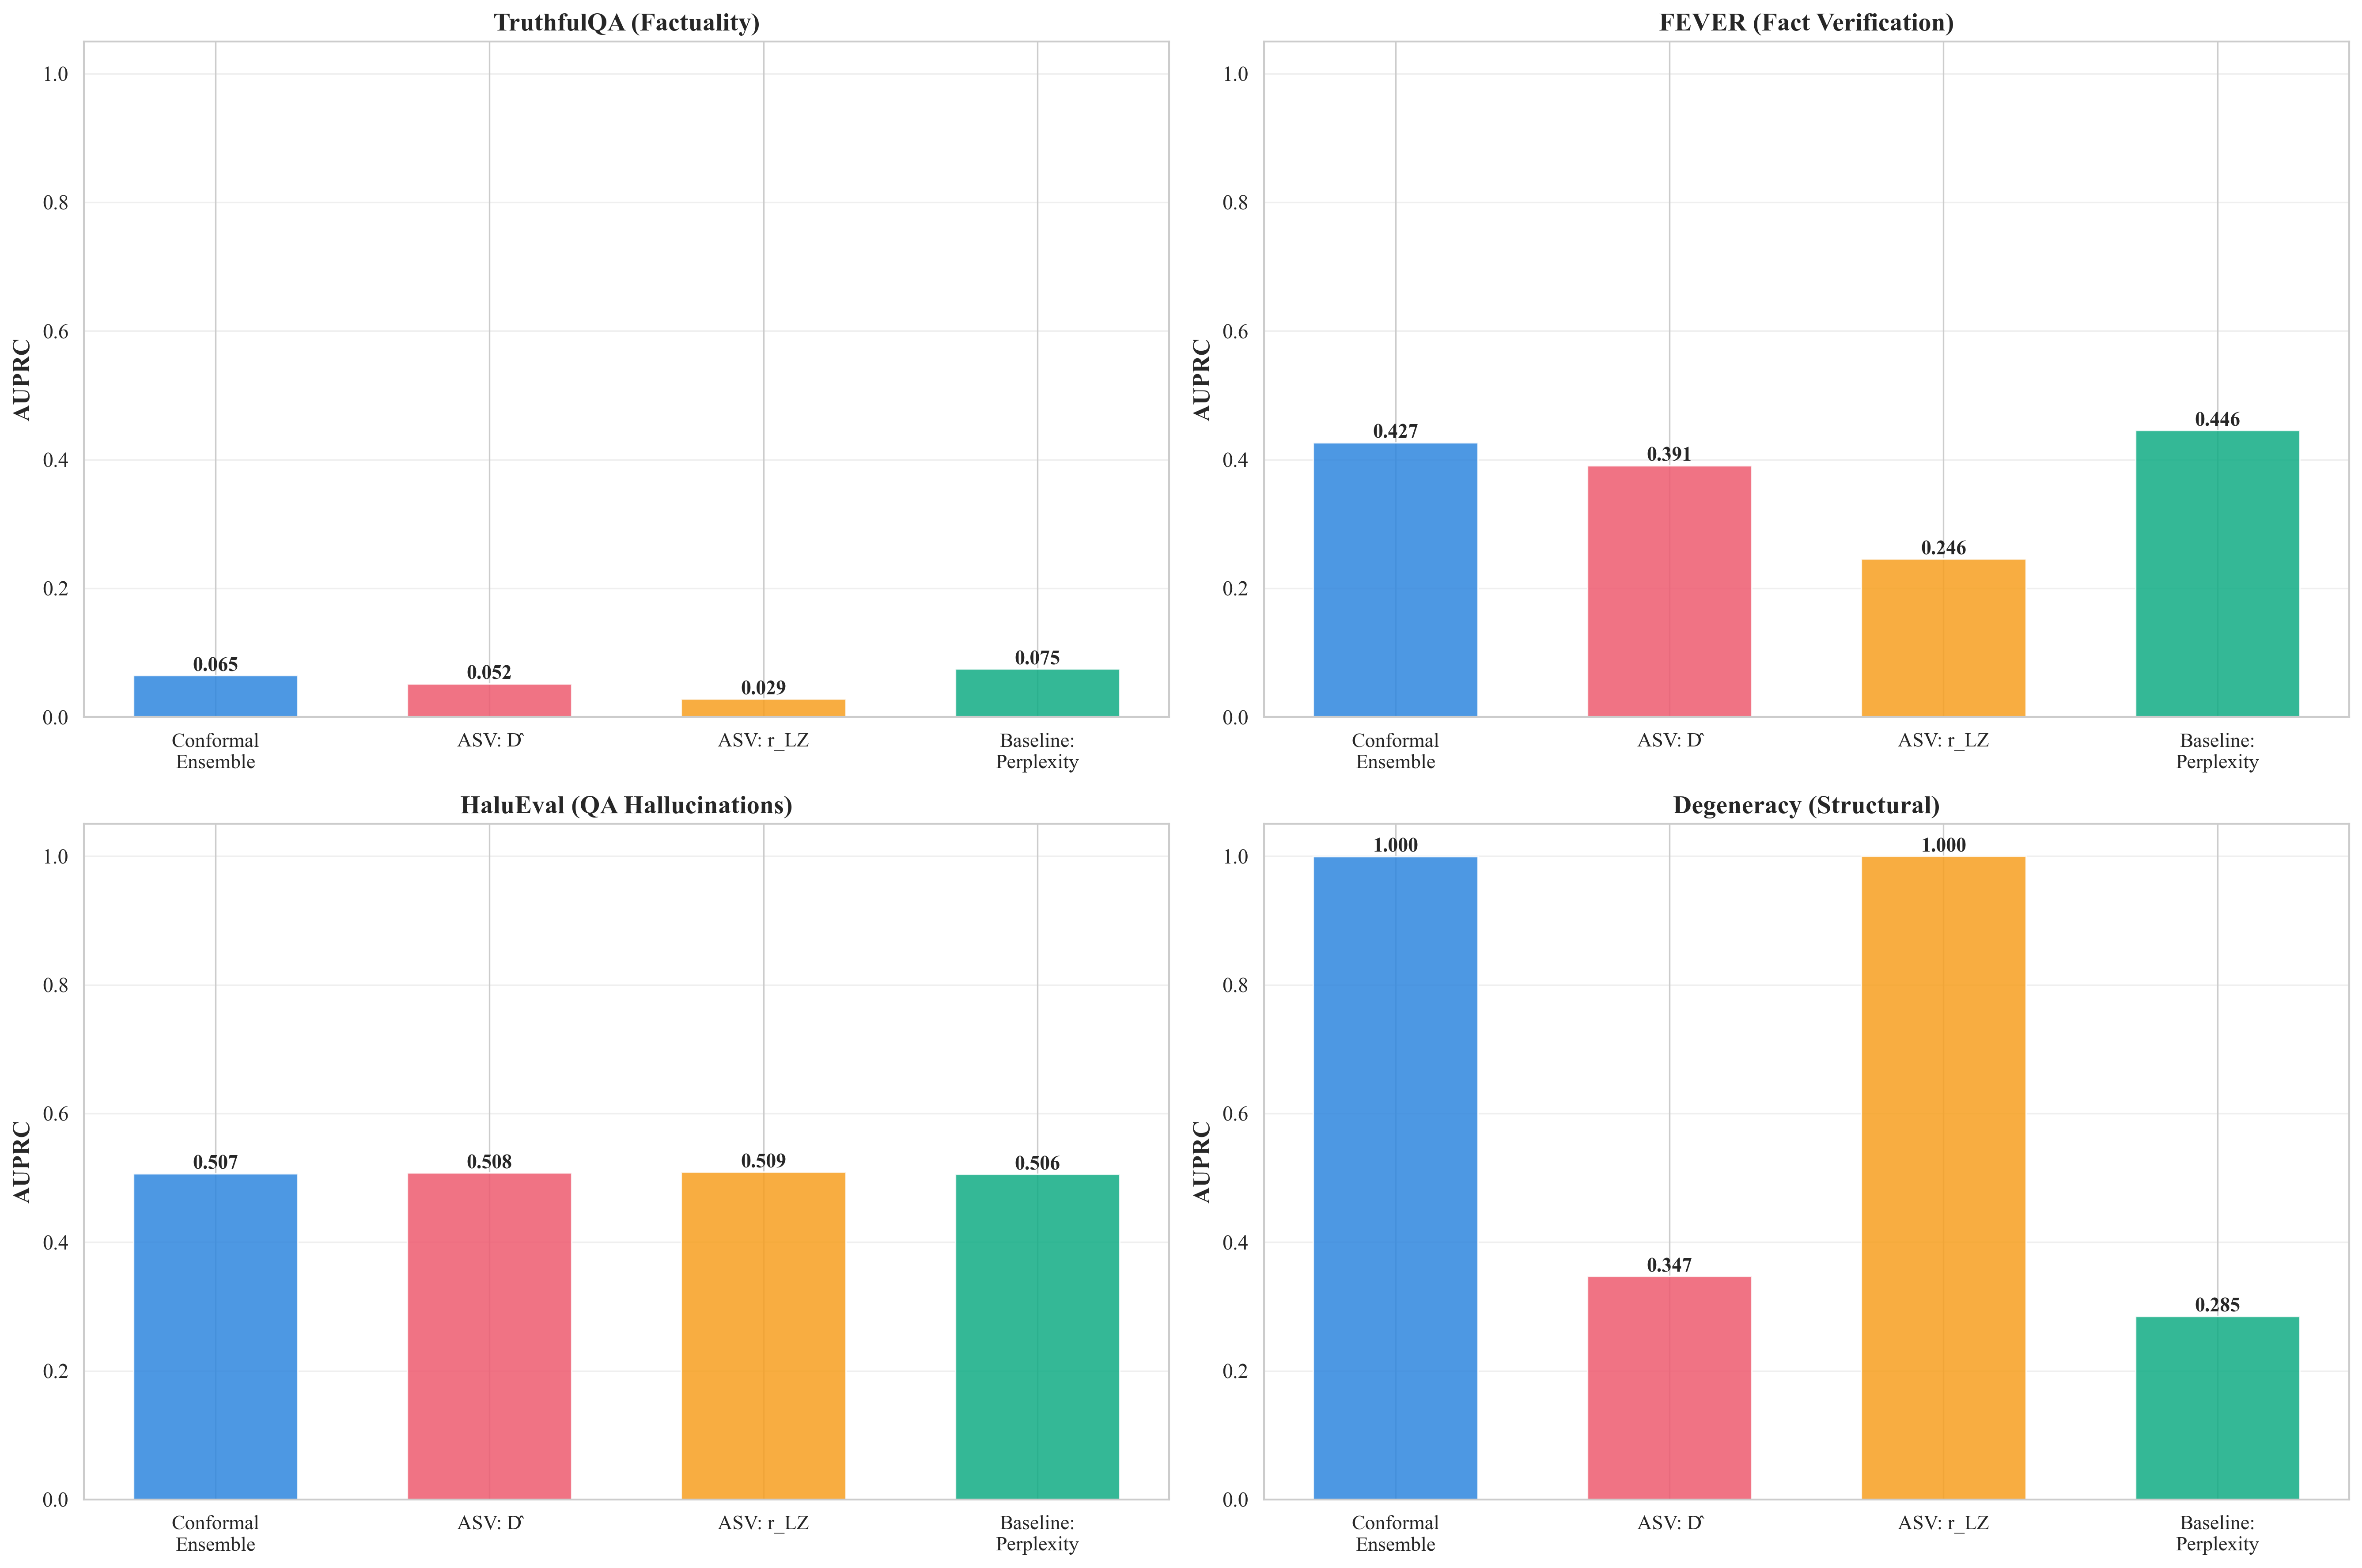 TruthfulQA (Factuality)
AUPRC
1.0
0.8
0.6
0.4
0.2
0.0
0.065
0.052
0.029
0.075
Conformal
Ensemble
ASV: D̂
ASV: r_LZ
Baseline:
Perplexity
FEVER (Fact Verification)
AUPRC
1.0
0.8
0.6
0.4
0.2
0.0
0.427
0.391
0.246
0.446
Conformal
Ensemble
ASV: D̂
ASV: r_LZ
Baseline:
Perplexity
HaluEval (QA Hallucinations)
AUPRC
1.0
0.8
0.6
0.4
0.2
0.0
0.507
0.508
0.509
0.506
Conformal
Ensemble
ASV: D̂
ASV: r_LZ
Baseline:
Perplexity
Degeneracy (Structural)
AUPRC
1.0
0.8
0.6
0.4
0.2
0.0
1.000
0.347
1.000
0.285
Conformal
Ensemble
ASV: D̂
ASV: r_LZ
Baseline:
Perplexity